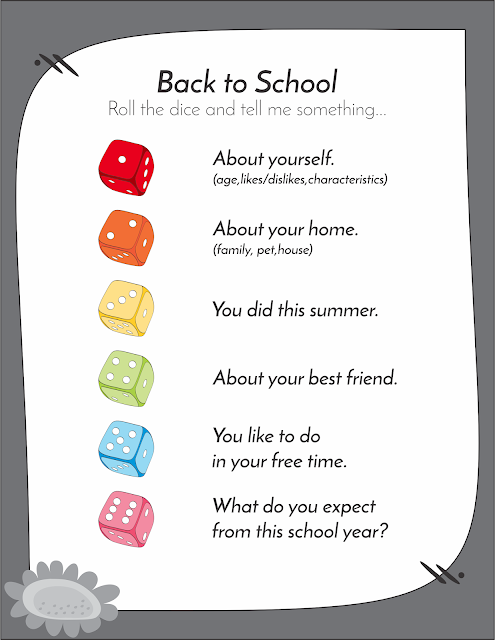 Back to School
Roll the dice and tell me something...
About yourself.
(age,likes/dislikes,characteristics)
About your home.
(family, pet,house)
You did this summer.
About your best friend.
You like to do
in your free time.
What do you expect
from this school year?